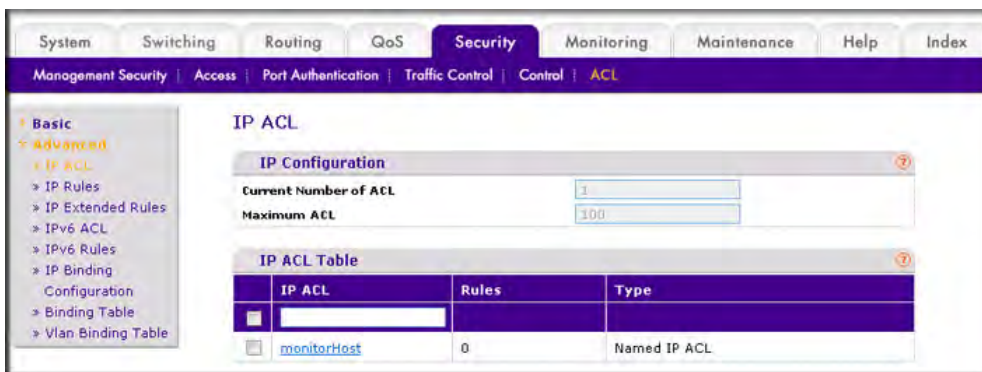 System Switching Routing QoS Security Monitoring Maintenance Help Index
Management Security | Access | Port Authentication | Traffic Control | Control | ACL
Basic
Advanced
» IP ACL
» IP Rules
» IP Extended Rules
» IPv6 ACL
» IPv6 Rules
» IP Binding
Configuration
» Binding Table
» Vlan Binding Table
IP ACL
IP Configuration ?
Current Number of ACL 1
Maximum ACL 100
IP ACL Table ?
IP ACL Rules Type
monitorHost 0 Named IP ACL